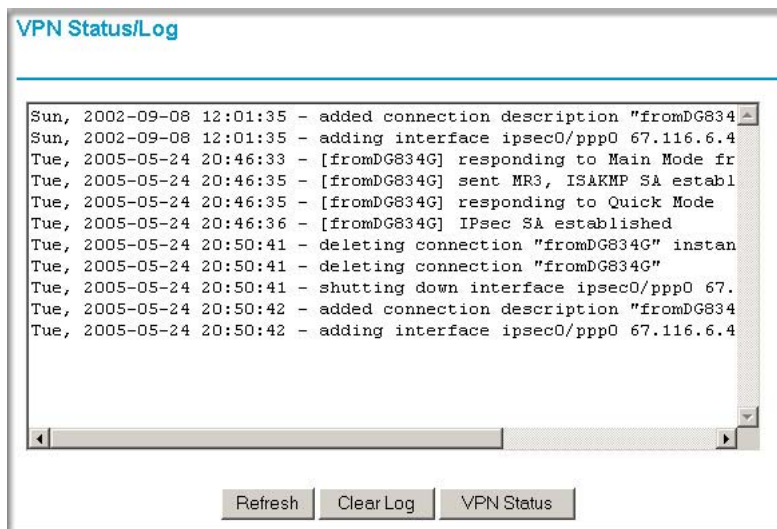 VPN Status/Log
Sun, 2002-09-08 12:01:35 - added connection description "fromDG834
Sun, 2002-09-08 12:01:35 - adding interface ipsec0/ppp0 67.116.6.4
Tue, 2005-05-24 20:46:33 - [fromDG834G] responding to Main Mode fr
Tue, 2005-05-24 20:46:35 - [fromDG834G] sent MR3, ISAKMP SA establ
Tue, 2005-05-24 20:46:35 - [fromDG834G] responding to Quick Mode
Tue, 2005-05-24 20:46:36 - [fromDG834G] IPsec SA established
Tue, 2005-05-24 20:50:41 - deleting connection "fromDG834G" instan
Tue, 2005-05-24 20:50:41 - deleting connection "fromDG834G"
Tue, 2005-05-24 20:50:41 - shutting down interface ipsec0/ppp0 67.
Tue, 2005-05-24 20:50:42 - added connection description "fromDG834
Tue, 2005-05-24 20:50:42 - adding interface ipsec0/ppp0 67.116.6.4
Refresh Clear Log VPN Status